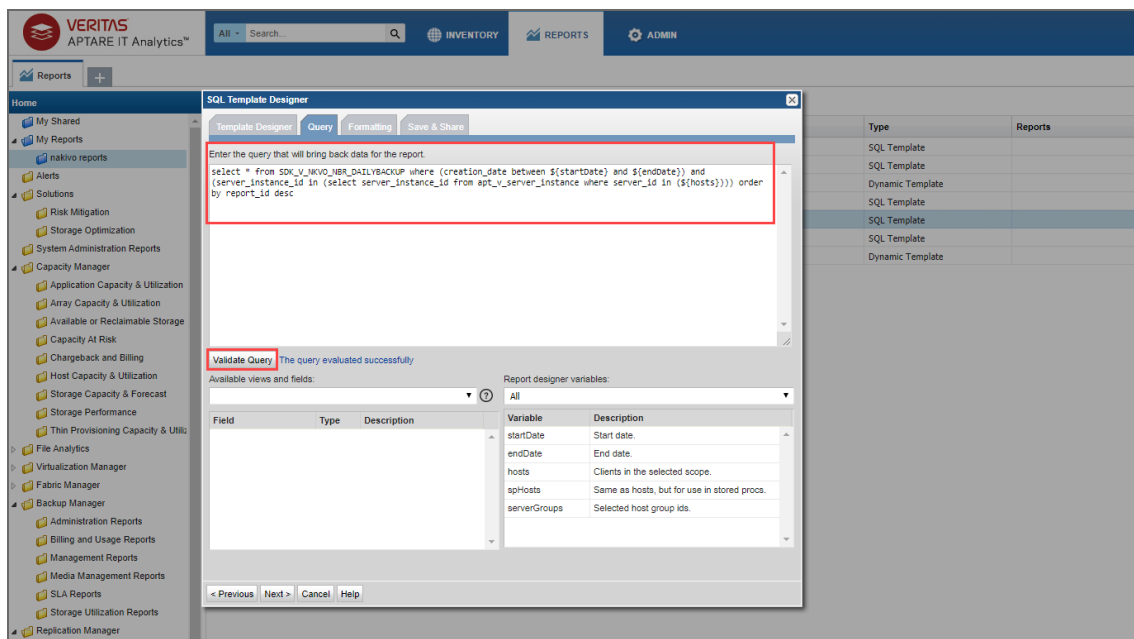 VERITAS
APTARE IT Analytics™
All
Search...
INVENTORY
REPORTS
ADMIN
Reports
+
Home
My Shared
My Reports
nakivo reports
Alerts
Solutions
Risk Mitigation
Storage Optimization
System Administration Reports
Capacity Manager
Application Capacity & Utilization
Array Capacity & Utilization
Available or Reclaimable Storage
Capacity At Risk
Chargeback and Billing
Host Capacity & Utilization
Storage Capacity & Forecast
Storage Performance
Thin Provisioning Capacity & Utiliz
File Analytics
Virtualization Manager
Fabric Manager
Backup Manager
Administration Reports
Billing and Usage Reports
Management Reports
Media Management Reports
SLA Reports
Storage Utilization Reports
Replication Manager
SQL Template Designer
Template Designer
Query
Formatting
Save & Share
Enter the query that will bring back data for the report.
select * from SDK_V_NKVO_NBR_DAILYBACKUP where (creation_date between ${startDate} and ${endDate}) and
(server_instance_id in (select server_instance_id from apt_v_server_instance where server_id in (${hosts}))) order
by report_id desc
Validate Query The query evaluated successfully
Available views and fields:
?
Field Type Description
Report designer variables:
All
Variable Description
startDate Start date.
endDate End date.
hosts Clients in the selected scope.
spHosts Same as hosts, but for use in stored procs.
serverGroups Selected host group ids.
< Previous Next > Cancel Help
Type Reports
SQL Template
SQL Template
Dynamic Template
SQL Template
SQL Template
SQL Template
Dynamic Template